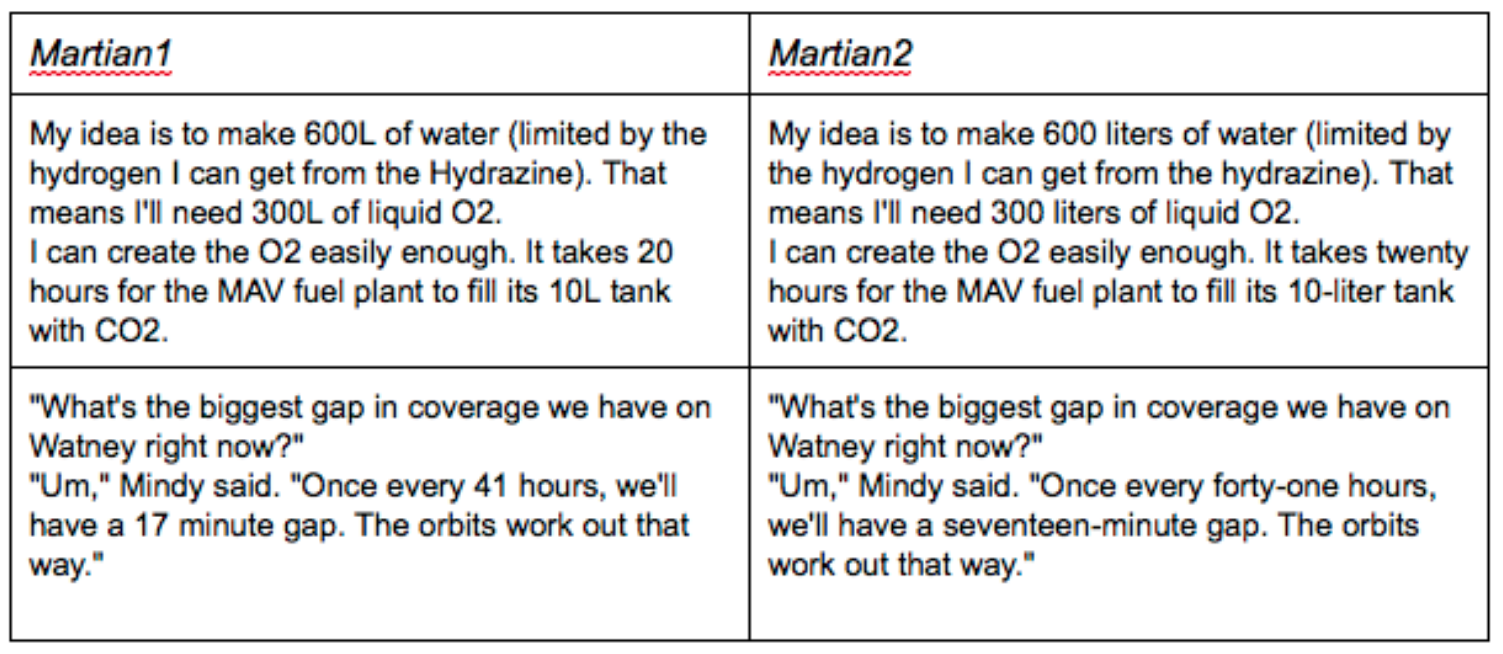 Martian1
Martian2
My idea is to make 600L of water (limited by the
hydrogen I can get from the Hydrazine). That
means I'll need 300L of liquid O2.
I can create the O2 easily enough. It takes 20
hours for the MAV fuel plant to fill its 10L tank
with CO2.
My idea is to make 600 liters of water (limited by
the hydrogen I can get from the hydrazine). That
means I'll need 300 liters of liquid O2.
I can create the O2 easily enough. It takes twenty
hours for the MAV fuel plant to fill its 10-liter tank
with CO2.
"What's the biggest gap in coverage we have on
Watney right now?"
"Um," Mindy said. "Once every 41 hours, we'll
have a 17 minute gap. The orbits work out that
way."
"What's the biggest gap in coverage we have on
Watney right now?"
"Um," Mindy said. "Once every forty-one hours,
we'll have a seventeen-minute gap. The orbits
work out that way."